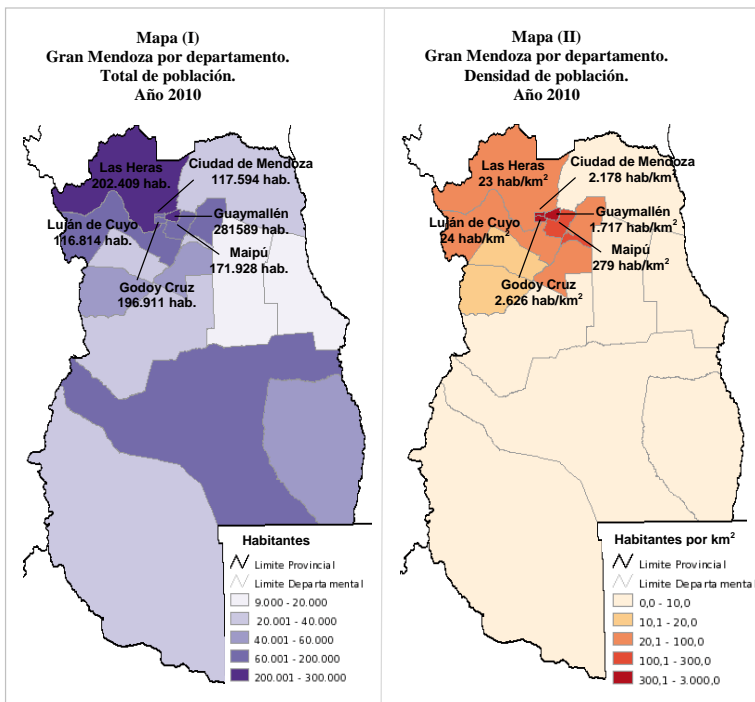 Mapa (I)
Gran Mendoza por departamento.
Total de población.
Año 2010
Las Heras
202.409 hab.
Ciudad de Mendoza
117.594 hab.
Luján de Cuyo
116.814 hab.
Guaymallén
281589 hab.
Maipú
171.928 hab.
Godoy Cruz
196.911 hab.
Habitantes
Limite Provincial
Limite Departamental
9.000 - 20.000
20.001 - 40.000
40.001 - 60.000
60.001 - 200.000
200.001 - 300.000
Mapa (II)
Gran Mendoza por departamento.
Densidad de población.
Año 2010
Las Heras
23 hab/km²
Ciudad de Mendoza
2.178 hab/km²
Luján de Cuyo
24 hab/km²
Guaymallén
1.717 hab/km²
Maipú
279 hab/km²
Godoy Cruz
2.626 hab/km²
Habitantes por km²
Limite Provincial
Limite Departamental
0,0 - 10,0
10,1 - 20,0
20,1 - 100,0
100,1 - 300,0
300,1 - 3.000,0